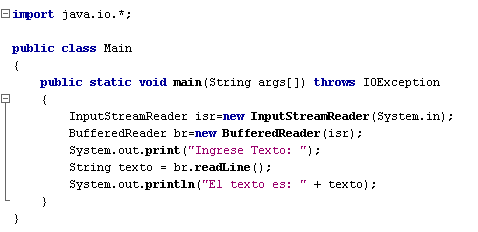 import java.io.*;
public class Main
{
public static void main(String args[]) throws IOException
{
InputStreamReader isr=new InputStreamReader(System.in);
BufferedReader br=new BufferedReader(isr);
System.out.print("Ingrese Texto: ");
String texto = br.readLine();
System.out.println("El texto es: " + texto);
}
}